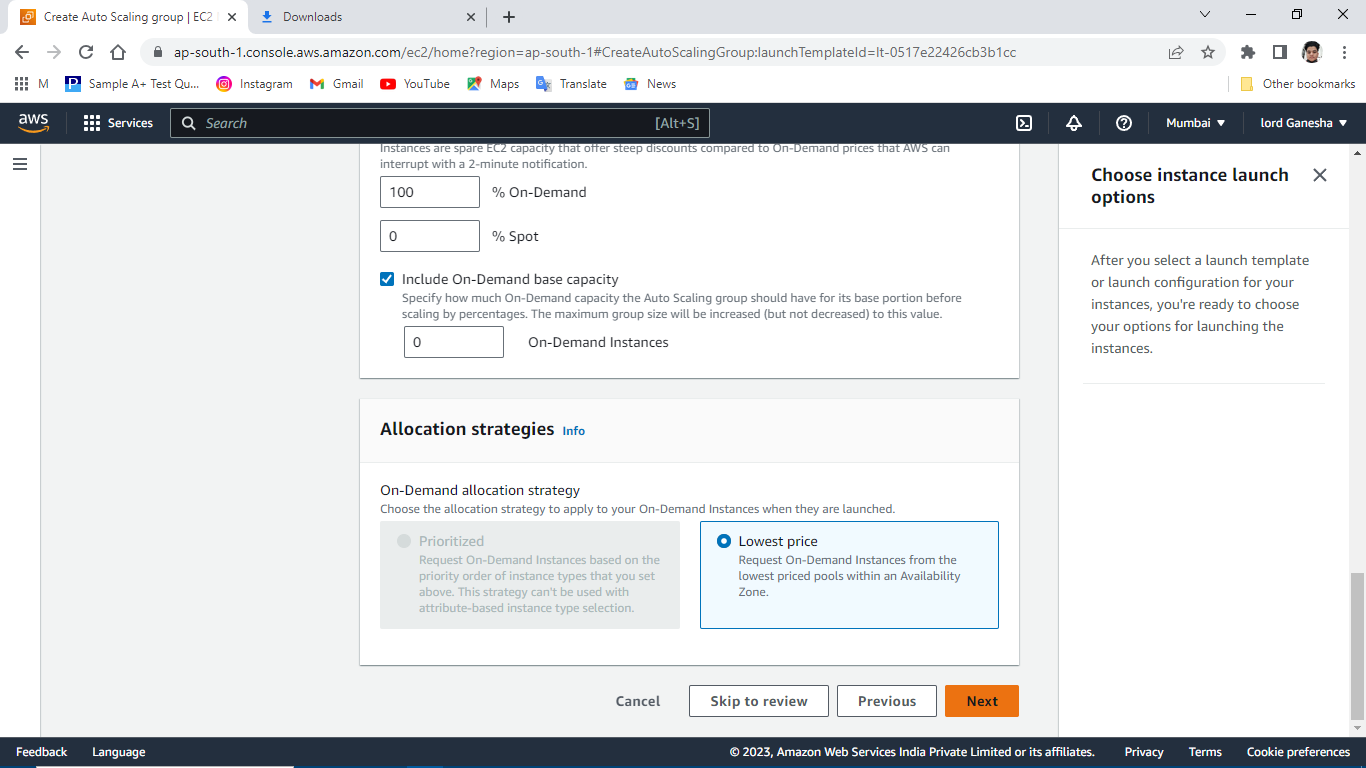 Create Auto Scaling group | EC2
Downloads
ap-south-1.console.aws.amazon.com/ec2/home?region=ap-south-1#CreateAutoScalingGroup:launchTemplateId=lt-0517e22426cb3b1cc
M
Sample A+ Test Qu...
Instagram
Gmail
YouTube
Maps
Translate
News
Other bookmarks
aws
Services
Search
[Alt+S]
Mumbai
lord Ganesha
Instances are spare EC2 capacity that offer steep discounts compared to On-Demand prices that AWS can
interrupt with a 2-minute notification.
100 % On-Demand
0 % Spot
Include On-Demand base capacity
Specify how much On-Demand capacity the Auto Scaling group should have for its base portion before
scaling by percentages. The maximum group size will be increased (but not decreased) to this value.
0 On-Demand Instances
Allocation strategies Info
On-Demand allocation strategy
Choose the allocation strategy to apply to your On-Demand Instances when they are launched.
Prioritized
Request On-Demand Instances based on the
priority order of instance types that you set
above. This strategy can't be used with
attribute-based instance type selection.
Lowest price
Request On-Demand Instances from the
lowest priced pools within an Availability
Zone.
Cancel
Skip to review
Previous
Next
Choose instance launch
options
After you select a launch template
or launch configuration for your
instances, you're ready to choose
your options for launching the
instances.
Feedback
Language
© 2023, Amazon Web Services India Private Limited or its affiliates.
Privacy
Terms
Cookie preferences